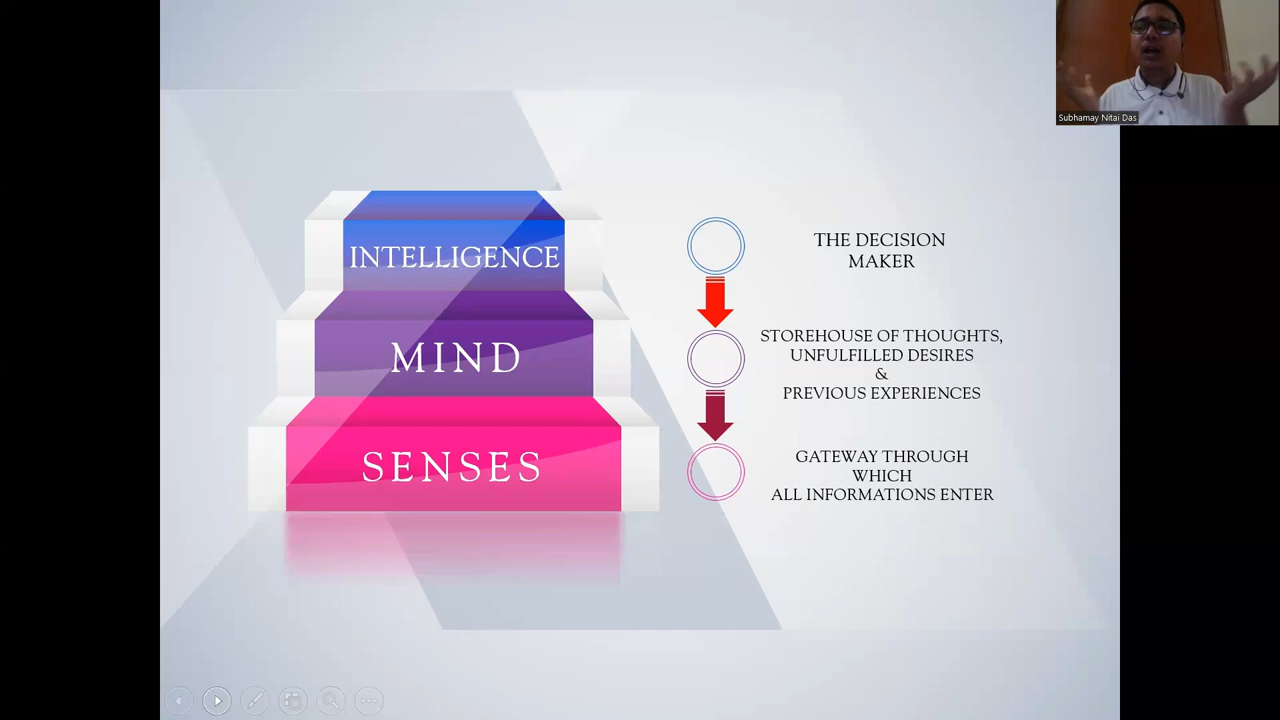 Subhamay Nitai Das
INTELLIGENCE
THE DECISION
MAKER
MIND
STOREHOUSE OF THOUGHTS,
UNFULFILLED DESIRES
&
PREVIOUS EXPERIENCES
SENSES
GATEWAY THROUGH
WHICH
ALL INFORMATIONS ENTER